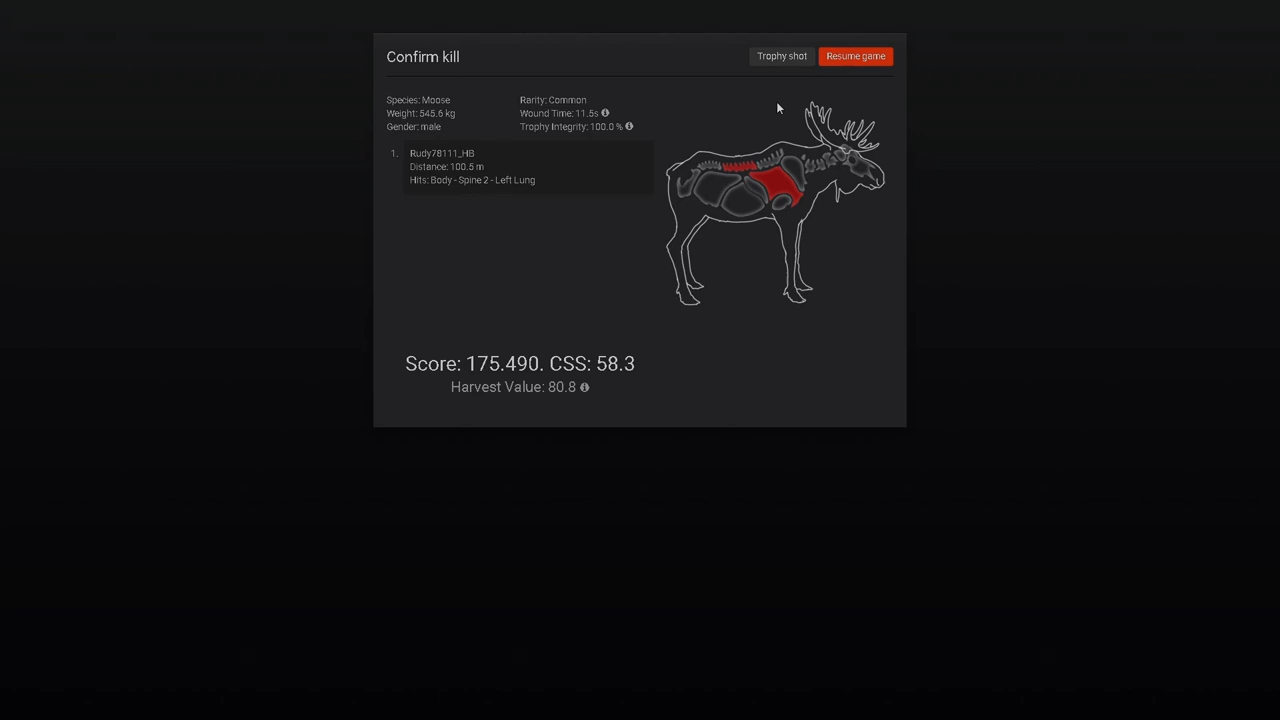 Confirm kill
Trophy shot
Resume game
Species: Moose
Weight: 545.6 kg
Gender: male
Rarity: Common
Wound Time: 11.5s
Trophy Integrity: 100.0 %
1. Rudy78111_HB
Distance: 100.5 m
Hits: Body - Spine 2 - Left Lung
Score: 175.490. CSS: 58.3
Harvest Value: 80.8